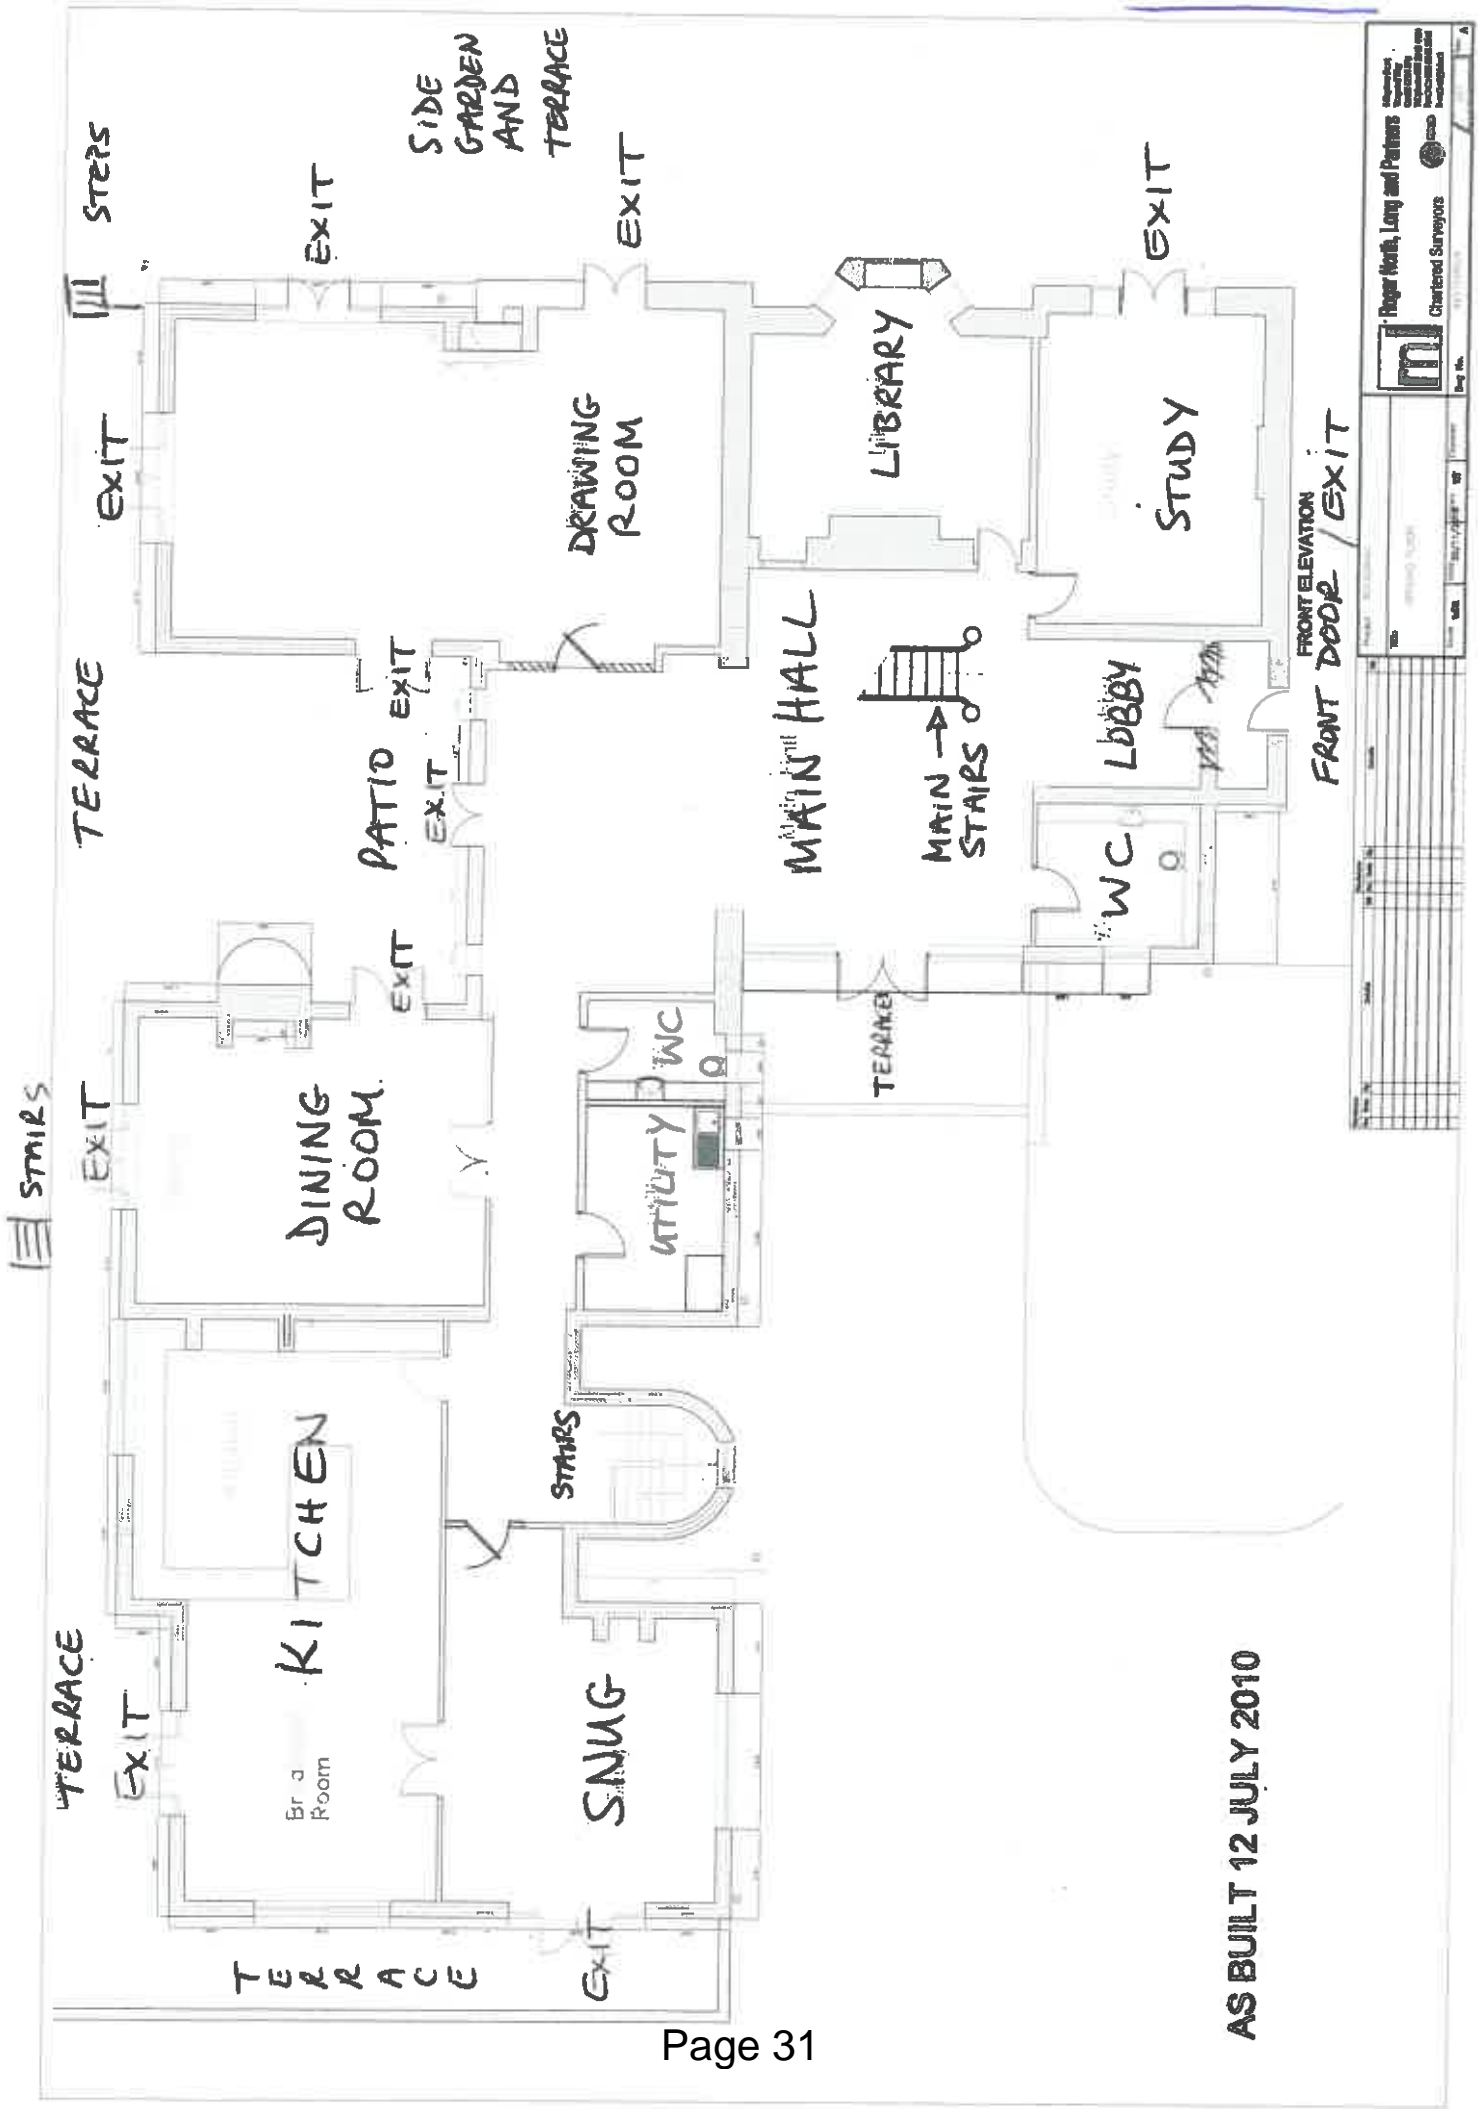 STEPS
SIDE
GARDEN
AND
TERRACE
EXIT
EXIT
EXIT
EXIT
TERRACE
DRAWING
ROOM
LIBRARY
STUDY
EXIT
PATIO
EXIT
EXIT
MAIN HALL
MAIN
STAIRS
LOBBY
WC
FRONT ELEVATION
FRONT DOOR / EXIT
TERRACE
STAIRS
EXIT
DINING
ROOM.
WC
UTILITY
STAIRS
KITCHEN
Room
TERRACE
EXIT
SNUG
TERRACE
EXIT
AS BUILT 12 JULY 2010
Roger North, Long and Partners
Chartered Surveyors
Page 31